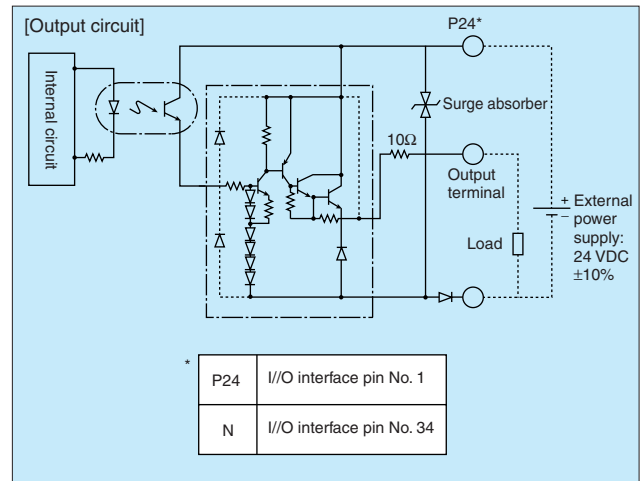 [Output circuit]
P24*
Internal circuit
Surge absorber
10Ω
Output
terminal
Load
+ External
– power
supply:
24 VDC
±10%
*
P24 I//O interface pin No. 1
N I//O interface pin No. 34